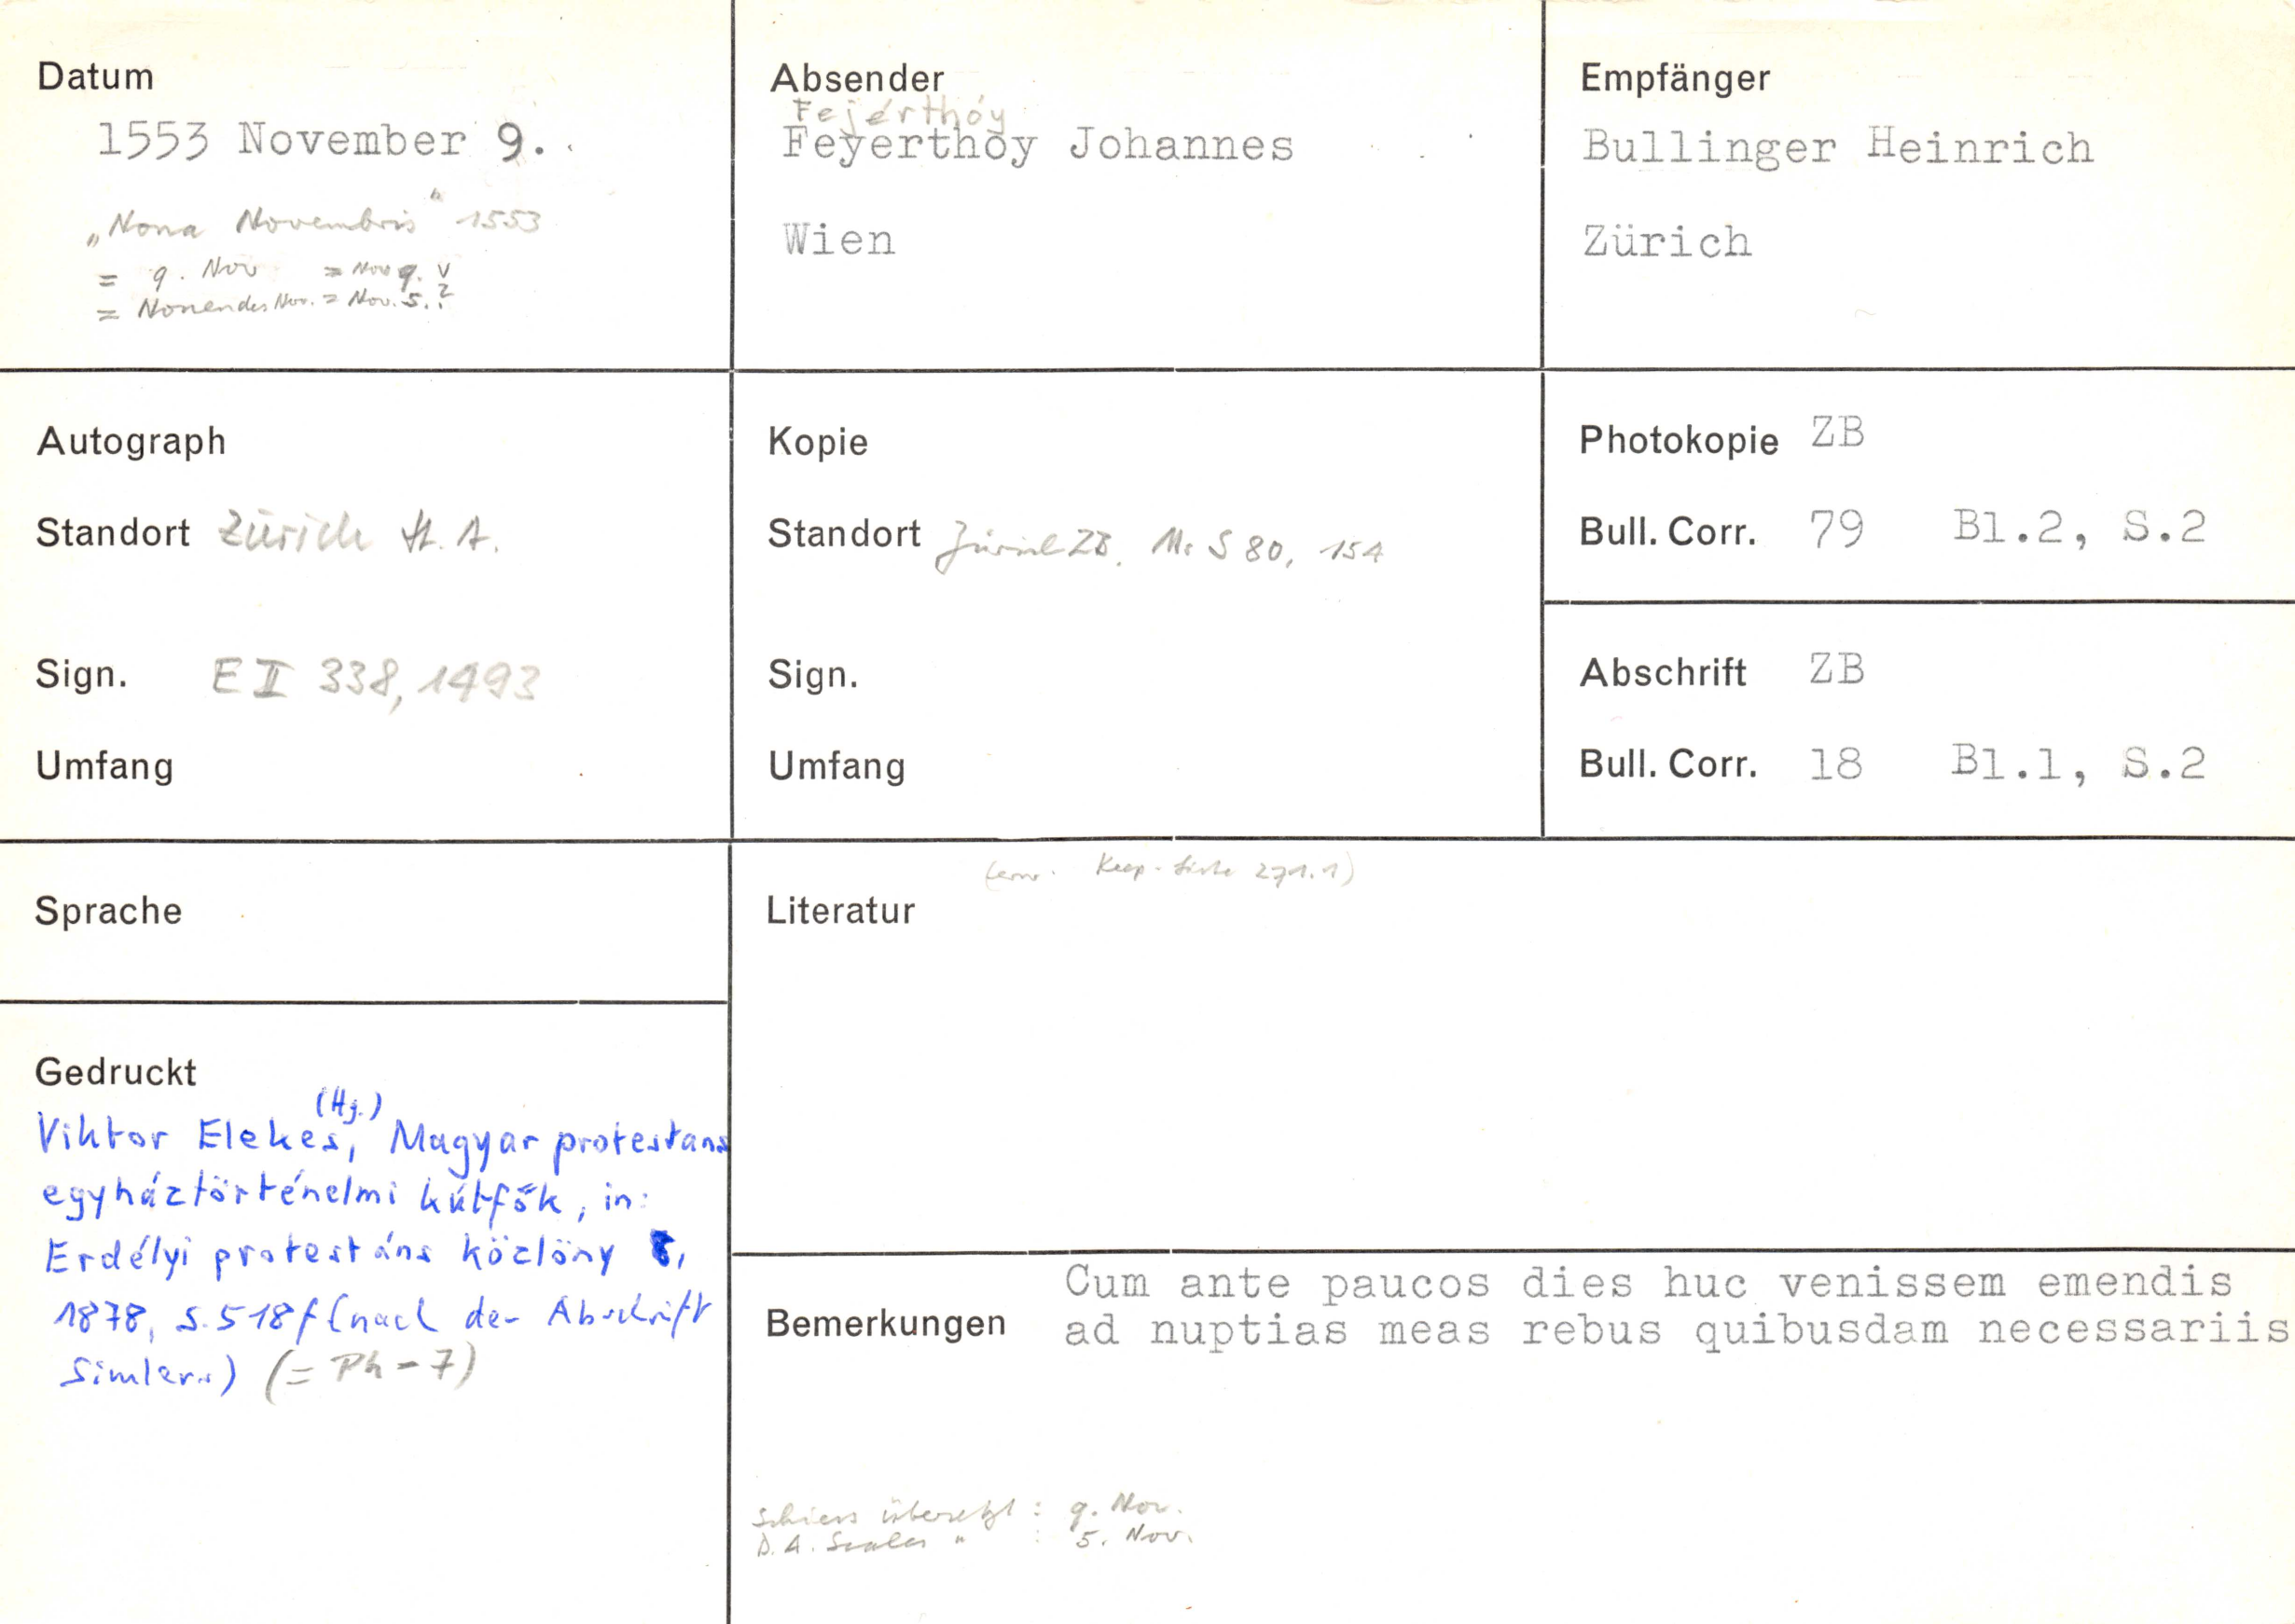 Datum
1553 November 9.
„Nona Novembris" 1553
= 9. Nov = Nov 9. V
= Nonen des Nov. = Nov. 5. ?
Absender
Fejérthóy
Feyerthoy Johannes
Wien
Empfänger
Bullinger Heinrich
Zürich
Autograph
Standort Zürich St. A.
Sign. E II 338, 1493
Umfang
Kopie
Standort Zürich ZB, Ms S 80, 154
Sign.
Umfang
Photokopie ZB
Bull. Corr. 79 Bl.2, S.2
Abschrift ZB
Bull. Corr. 18 Bl.1, S.2
Sprache
Gedruckt
(Hg.)
Viktor Elekes, Magyar protestans
egyháztörténelmi kútfők, in:
Erdélyi protestáns közlöny 8,
1878, S. 518f (nach der Abschrift
Simlers) (= Ph - 7)
(erw. Keep-Liste 271.1)
Literatur
Bemerkungen
Cum ante paucos dies huc venissem emendis
ad nuptias meas rebus quibusdam necessariis
Schiess übersetzt : 9. Nov.
D. A. " : 5. Nov.